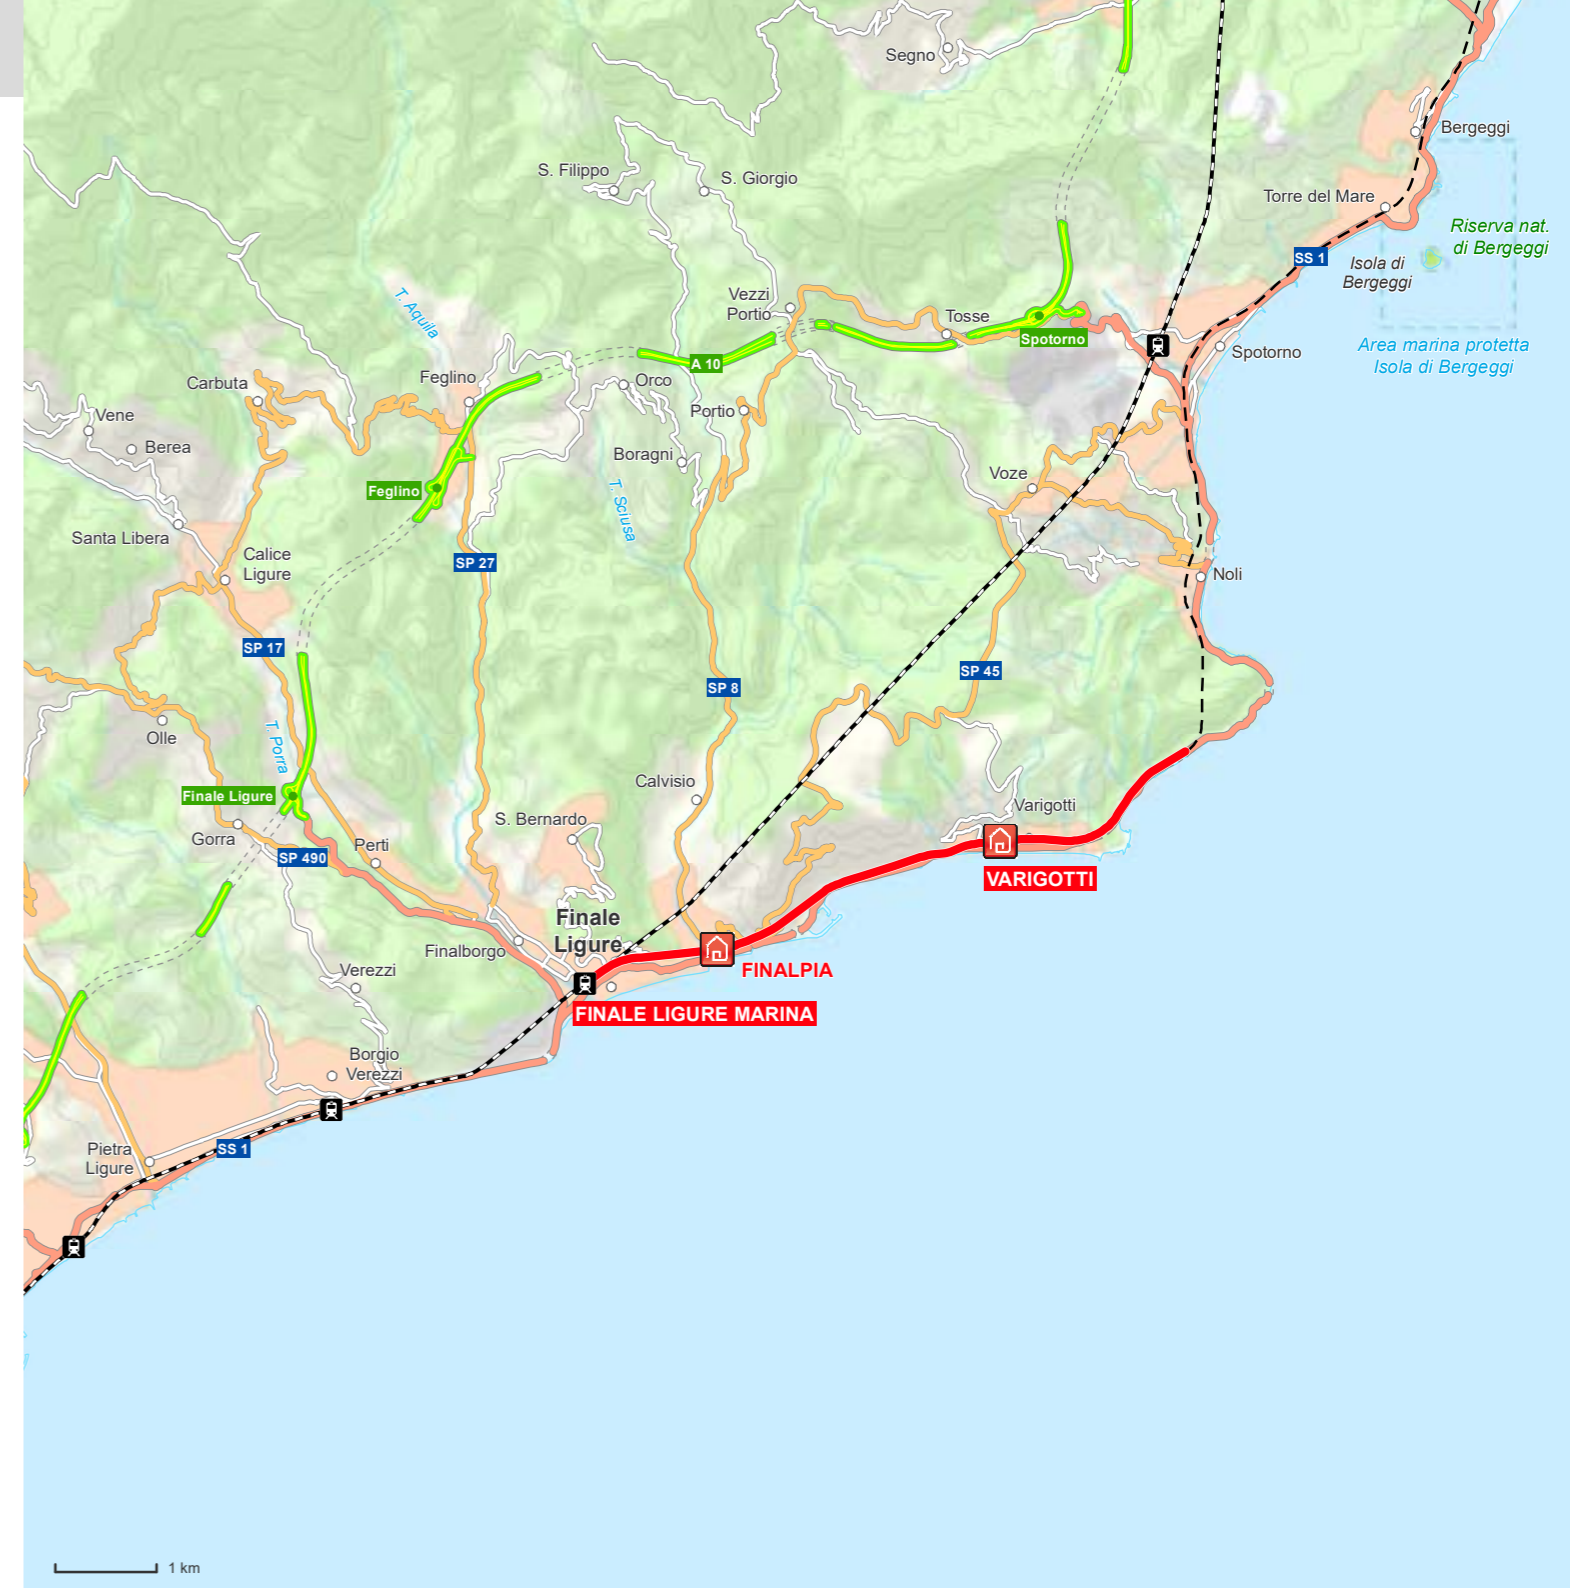 Segno
Bergeggi
S. Filippo
S. Giorgio
Torre del Mare
Riserva nat.
di Bergeggi
SS 1
Isola di
Bergeggi
T. Aquila
Vezzi
Portio
Tosse
Spotorno
Spotorno
Area marina protetta
Isola di Bergeggi
A 10
Carbuta
Feglino
Orco
Portio
Vene
Berea
Boragni
Voze
Feglino
T. Sciusa
Santa Libera
Calice
Ligure
SP 27
Noli
SP 17
SP 45
SP 8
Olle
T. Porra
Calvisio
Finale Ligure
Varigotti
S. Bernardo
Gorra
Perti
SP 490
VARIGOTTI
Finale
Ligure
Finalborgo
FINALPIA
Verezzi
FINALE LIGURE MARINA
Borgio
Verezzi
Pietra
Ligure
SS 1
1 km